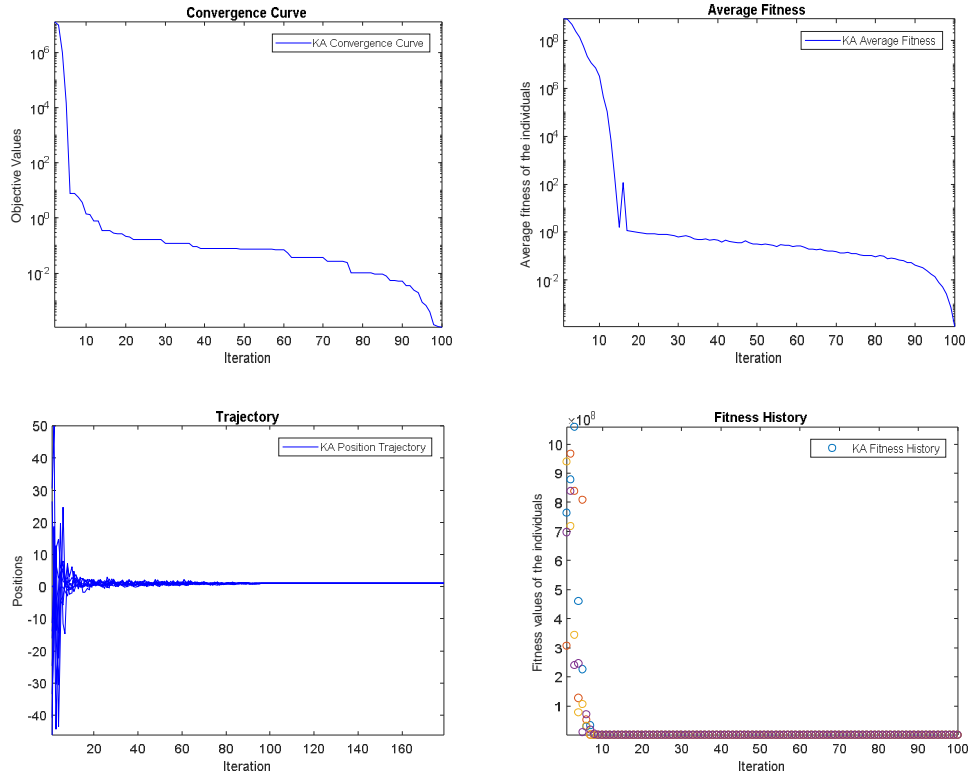 Convergence Curve
KA Convergence Curve
Objective Values
10^6
10^4
10^2
10^0
10^-2
10 20 30 40 50 60 70 80 90 100
Iteration
Average Fitness
KA Average Fitness
Average fitness of the individuals
10^8
10^6
10^4
10^2
10^0
10^-2
10 20 30 40 50 60 70 80 90 100
Iteration
Trajectory
KA Position Trajectory
Positions
50
40
30
20
10
0
-10
-20
-30
-40
20 40 60 80 100 120 140 160
Iteration
Fitness History
×10^8
KA Fitness History
Fitness values of the individuals
10
9
8
7
6
5
4
3
2
1
10 20 30 40 50 60 70 80 90 100
Iteration